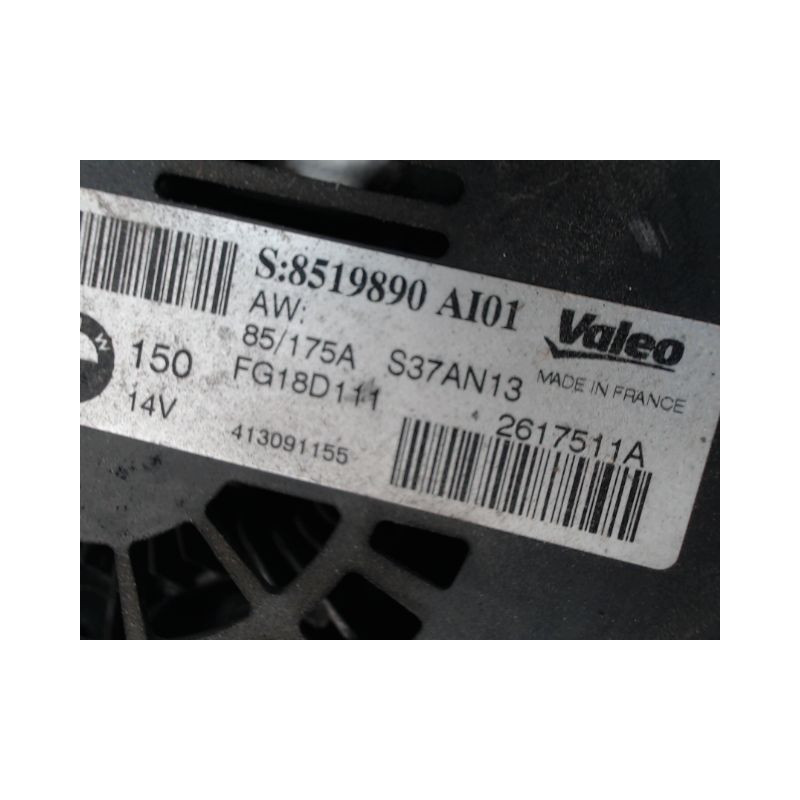 S:8519890 AI01
AW:
85/175A S37AN13
150 FG18D111
14V
413091155
Valeo
MADE IN FRANCE
2617511A
W